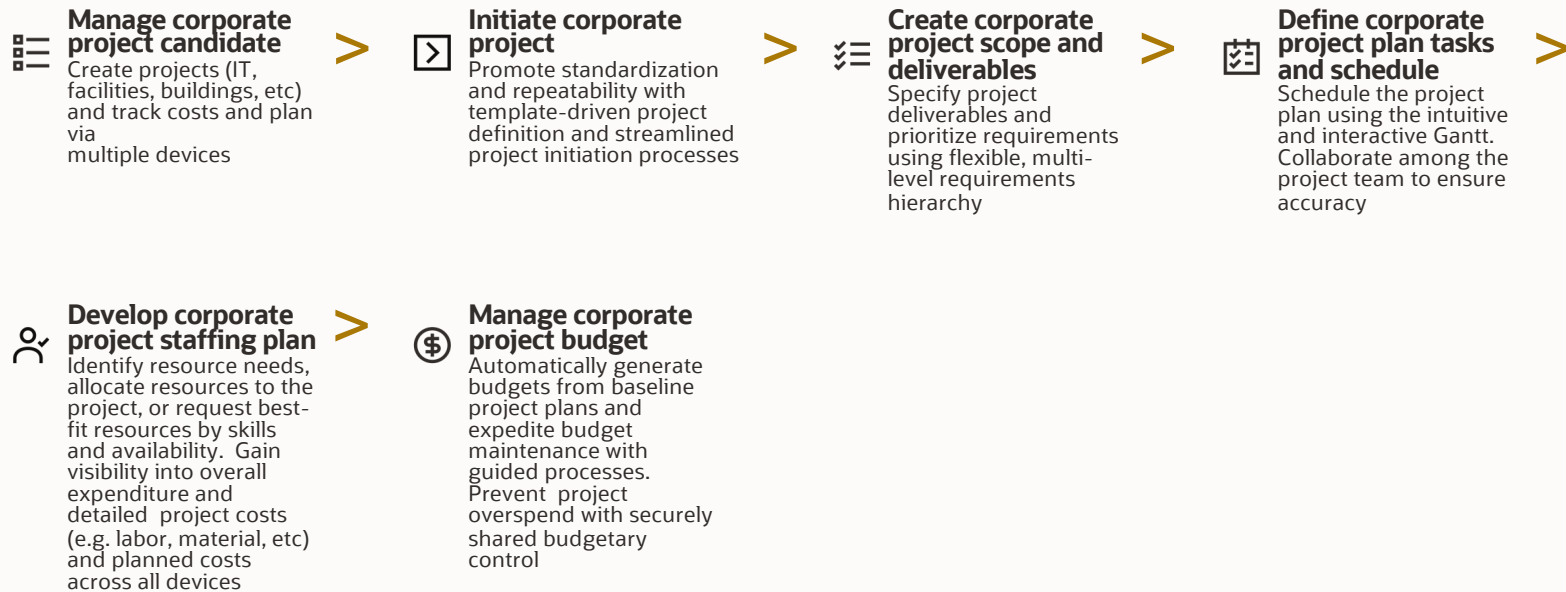 Manage corporate
project candidate
Create projects (IT,
facilities, buildings, etc)
and track costs and plan
via
multiple devices
>
Initiate corporate
project
Promote standardization
and repeatability with
template-driven project
definition and streamlined
project initiation processes
>
Create corporate
project scope and
deliverables
Specify project
deliverables and
prioritize requirements
using flexible, multi-
level requirements
hierarchy
>
Define corporate
project plan tasks
and schedule
Schedule the project
plan using the intuitive
and interactive Gantt.
Collaborate among the
project team to ensure
accuracy
>
Develop corporate
project staffing plan
Identify resource needs,
allocate resources to the
project, or request best-
fit resources by skills
and availability.  Gain
visibility into overall
expenditure and
detailed  project costs
(e.g. labor, material, etc)
and planned costs
across all devices
>
Manage corporate
project budget
Automatically generate
budgets from baseline
project plans and
expedite budget
maintenance with
guided processes.
Prevent  project
overspend with securely
shared budgetary
control